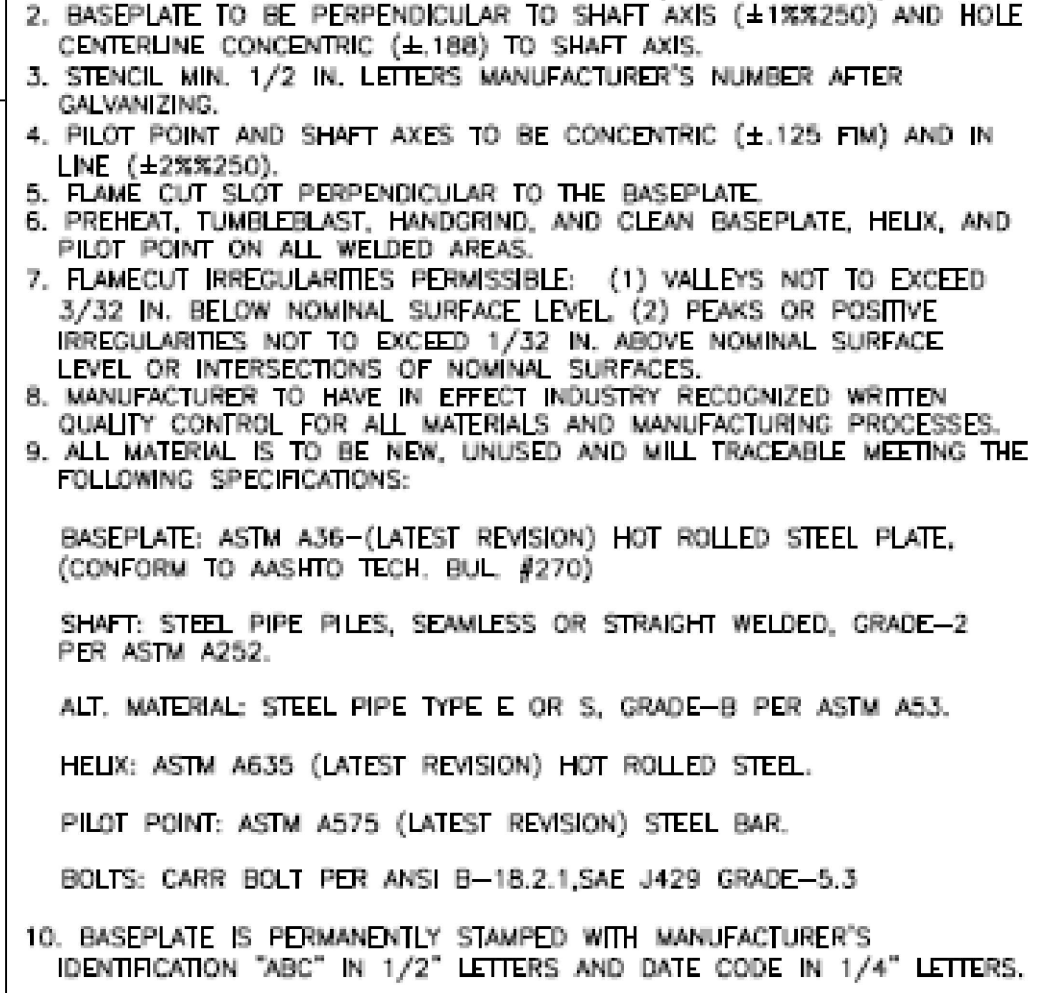 2. BASEPLATE TO BE PERPENDICULAR TO SHAFT AXIS (±1%%250) AND HOLE
CENTERLINE CONCENTRIC (±.188) TO SHAFT AXIS.
3. STENCIL MIN. 1/2 IN. LETTERS MANUFACTURER'S NUMBER AFTER
GALVANIZING.
4. PILOT POINT AND SHAFT AXES TO BE CONCENTRIC (±.125 FIM) AND IN
LINE (±2%%250).
5. FLAME CUT SLOT PERPENDICULAR TO THE BASEPLATE.
6. PREHEAT, TUMBLEBLAST, HANDGRIND, AND CLEAN BASEPLATE, HELIX, AND
PILOT POINT ON ALL WELDED AREAS.
7. FLAMECUT IRREGULARITIES PERMISSIBLE: (1) VALLEYS NOT TO EXCEED
3/32 IN. BELOW NOMINAL SURFACE LEVEL, (2) PEAKS OR POSITIVE
IRREGULARITIES NOT TO EXCEED 1/32 IN. ABOVE NOMINAL SURFACE
LEVEL OR INTERSECTIONS OF NOMINAL SURFACES.
8. MANUFACTURER TO HAVE IN EFFECT INDUSTRY RECOGNIZED WRITTEN
QUALITY CONTROL FOR ALL MATERIALS AND MANUFACTURING PROCESSES.
9. ALL MATERIAL IS TO BE NEW, UNUSED AND MILL TRACEABLE MEETING THE
FOLLOWING SPECIFICATIONS:
BASEPLATE: ASTM A36-(LATEST REVISION) HOT ROLLED STEEL PLATE,
(CONFORM TO AASHTO TECH. BUL. #270)
SHAFT: STEEL PIPE PILES, SEAMLESS OR STRAIGHT WELDED, GRADE-2
PER ASTM A252.
ALT. MATERIAL: STEEL PIPE TYPE E OR S, GRADE-B PER ASTM A53.
HELIX: ASTM A635 (LATEST REVISION) HOT ROLLED STEEL.
PILOT POINT: ASTM A575 (LATEST REVISION) STEEL BAR.
BOLTS: CARR BOLT PER ANSI B-18.2.1,SAE J429 GRADE-5.3
10. BASEPLATE IS PERMANENTLY STAMPED WITH MANUFACTURER'S
IDENTIFICATION "ABC" IN 1/2" LETTERS AND DATE CODE IN 1/4" LETTERS.